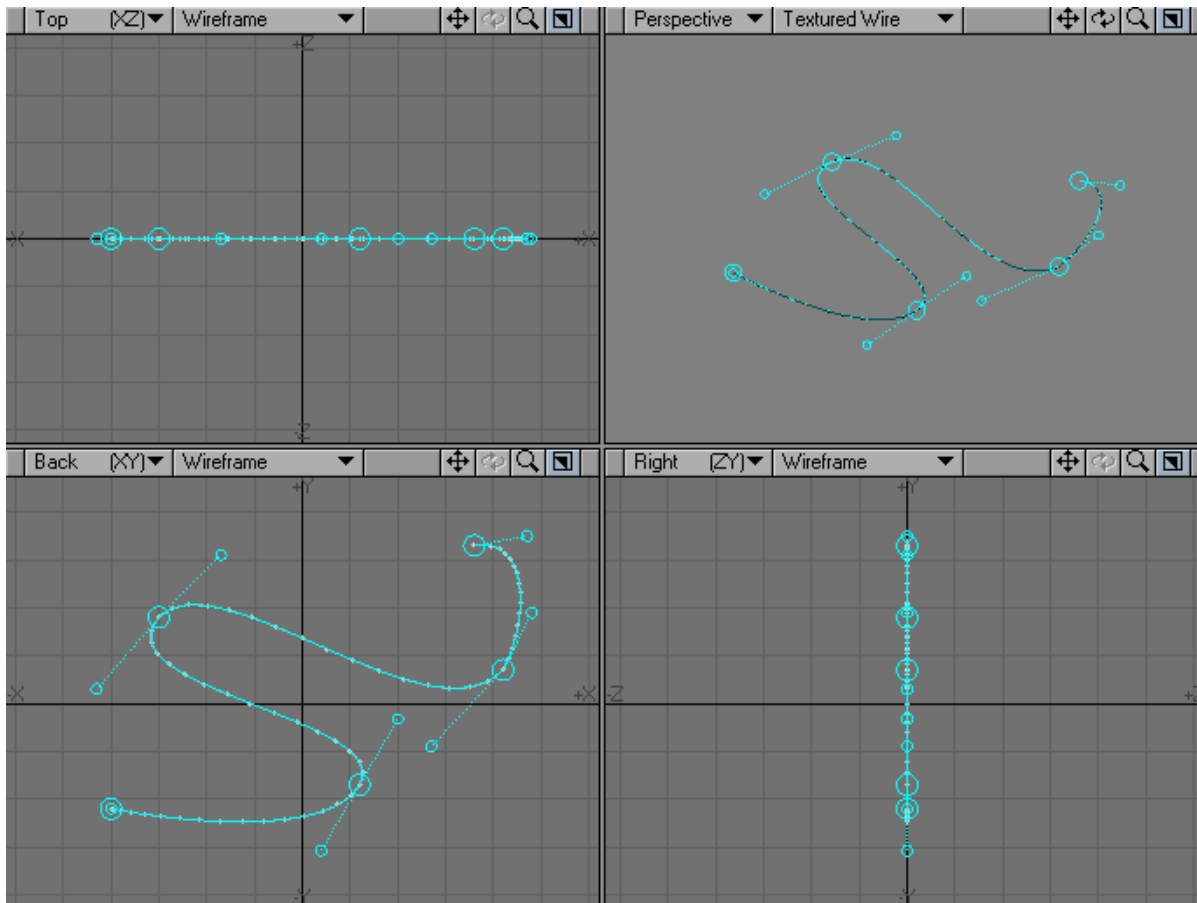 Top (XZ) Wireframe
Perspective Textured Wire
+Z
-X +X
-Z
Back (XY) Wireframe
Right (ZY) Wireframe
+Y
+Y
-X +X
-Z
-Y
-Y